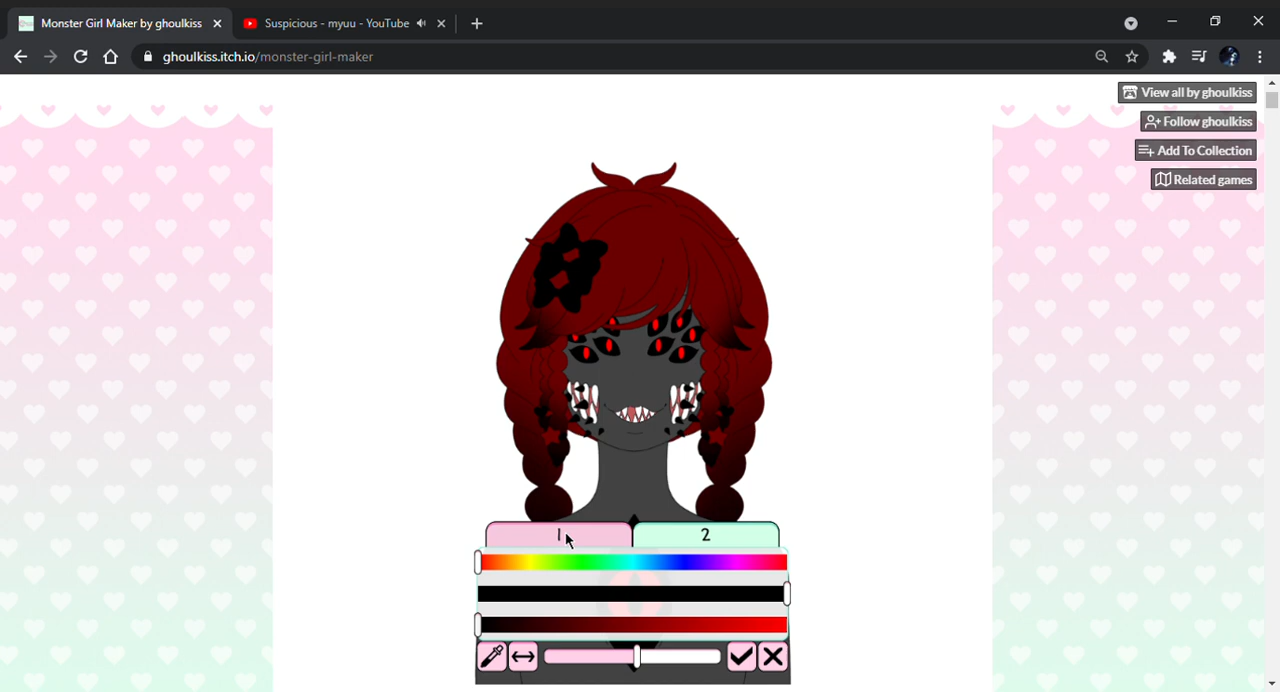 Monster Girl Maker by ghoulkiss
Suspicious - myuu - YouTube
ghoulkiss.itch.io/monster-girl-maker
View all by ghoulkiss
Follow ghoulkiss
Add To Collection
Related games
1
2